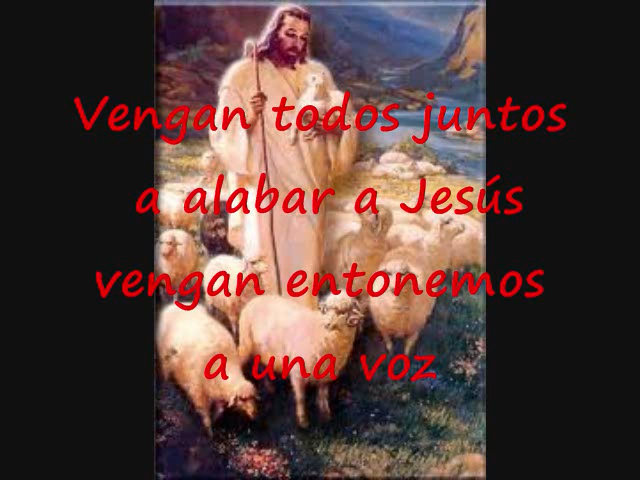 Vengan todos juntos
a alabar a Jesús
vengan entonemos
a una voz